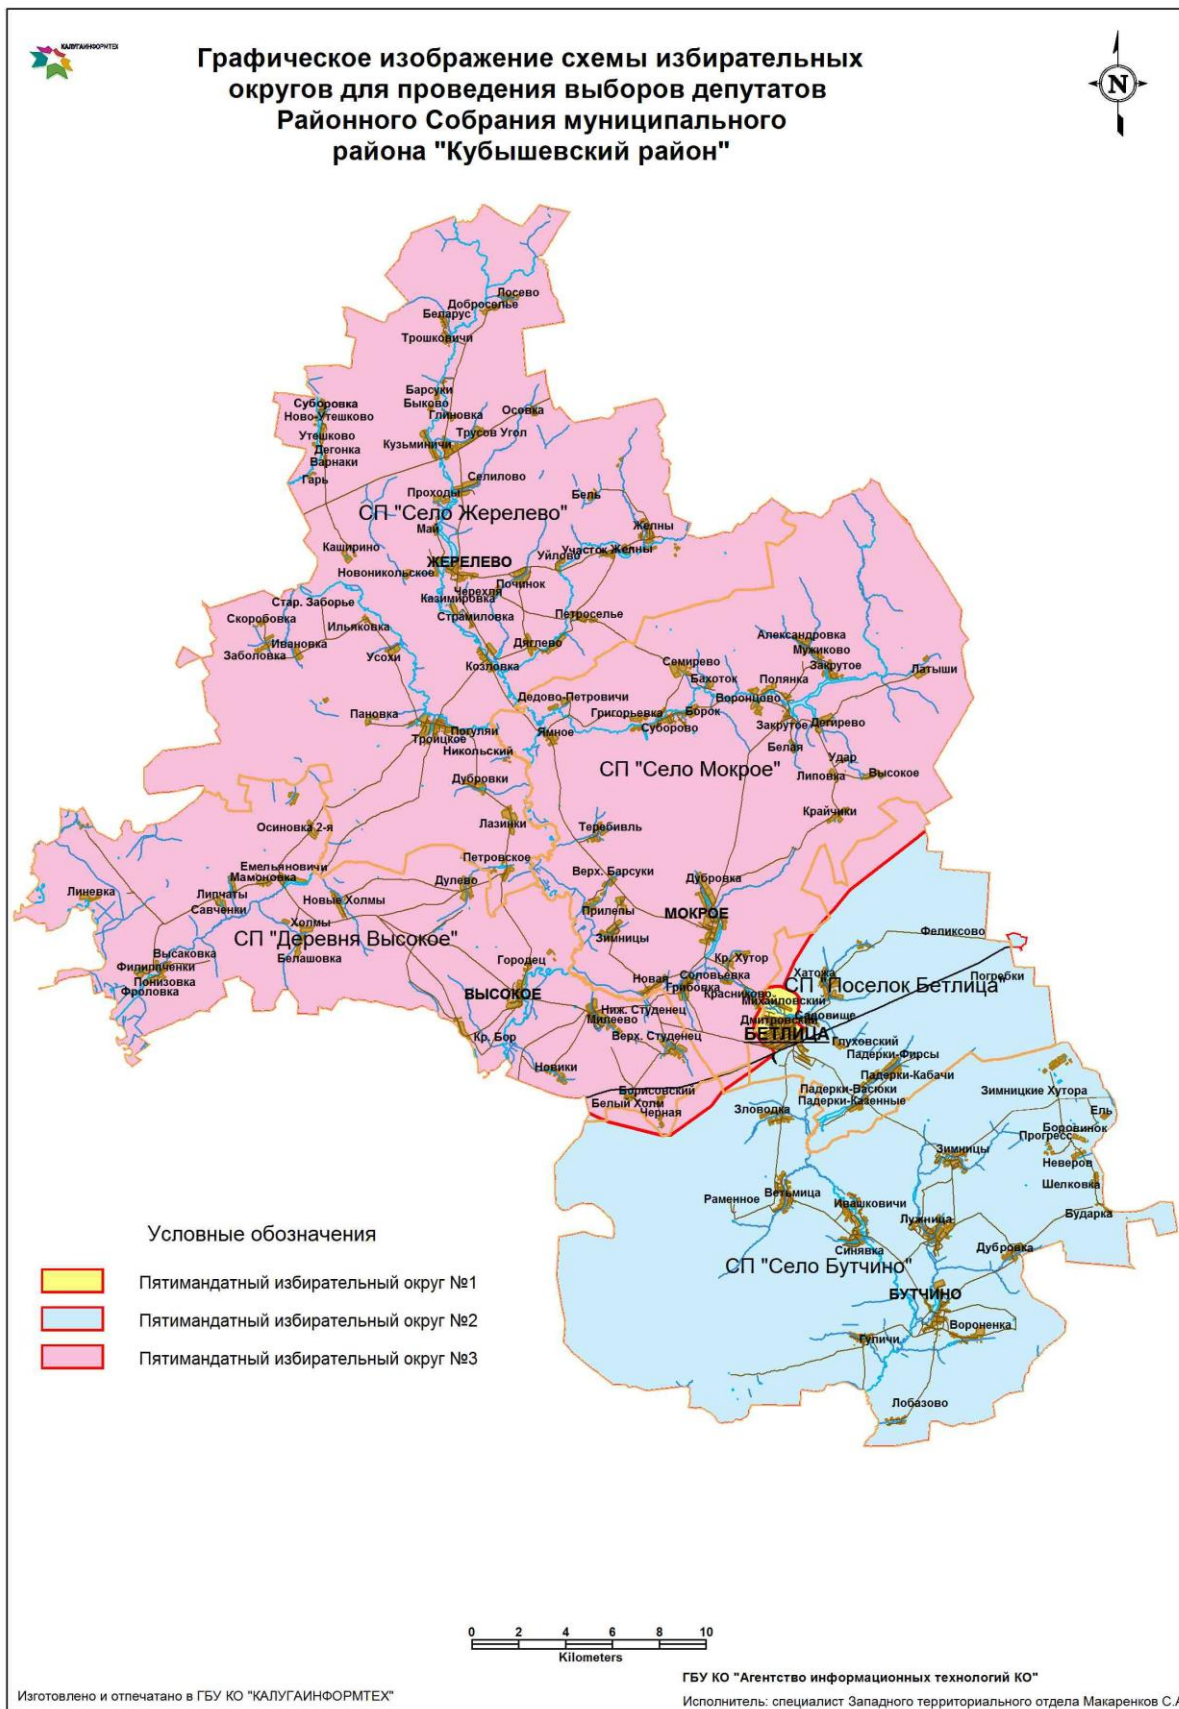 КАЛУГАИНФОРМТЕХ
Графическое изображение схемы избирательных
округов для проведения выборов депутатов
Районного Собрания муниципального
района "Кубышевский район"
N
Лосево
Доброселье
Беларус
Трошковичи
Барсуки
Быково
Суборовка
Ново-Утешково
Глиновка
Осовка
Утешково
Трусов Угол
Дегонка
Кузьминичи
Варнаки
Гарь
Селилово
Проходы
Бель
СП "Село Жерелево"
Май
Желны
Каширино
Участок Желны
Уйлово
ЖЕРЕЛЕВО
Новоникольское
Починок
Черехля
Казимировка
Стар. Заборье
Страмиловка
Петроселье
Скоробовка
Ильяковка
Александровка
Ивановка
Дяглево
Мужиково
Заболовка
Усохи
Козловка
Семирево
Закрутое
Латыши
Бахоток
Полянка
Дедово-Петровичи
Воронцово
Пановка
Григорьевка
Борок
Погуляи
Ямное
Суборово
Закрутое
Дегирево
Троицкое
Никольский
Белая
Удар
СП "Село Мокрое"
Дубровки
Липовка
Высокое
Крайчики
Осиновка 2-я
Лазинки
Теребивль
Петровское
Емельяновичи
Верх. Барсуки
Мамоновка
Дулево
Дубровка
Линевка
Липчаты
Новые Холмы
Савченки
Прилепы
МОКРОЕ
Холмы
Феликсово
СП "Деревня Высокое"
Зимницы
Высаковка
Белашовка
Городец
Кр. Хутор
Филиппченки
Соловьевка
Хатожа
Понизовка
Новая
Погребки
Фроловка
Грибовка
СП "Поселок Бетлица"
ВЫСОКОЕ
Красниково
Михайловский
Ниж. Студенец
Садовище
Милеево
Дмитровский
Кр. Бор
Верх. Студенец
БЕТЛИЦА
Глуховский
Падерки-Фирсы
Новики
Падерки-Кабачи
Борисовский
Падерки-Васюки
Зимницкие Хутора
Белый Холм
Падерки-Казенные
Черная
Зловодка
Ель
Боровинок
Прогресс
Зимницы
Неверов
Шелковка
Раменное
Ветьмица
Ивашковичи
Бударка
Лужница
Синявка
Дубровка
СП "Село Бутчино"
БУТЧИНО
Вороненка
Гупичи
Лобазово
Условные обозначения
Пятимандатный избирательный округ №1
Пятимандатный избирательный округ №2
Пятимандатный избирательный округ №3
0 2 4 6 8 10
Kilometers
ГБУ КО "Агентство информационных технологий КО"
Изготовлено и отпечатано в ГБУ КО "КАЛУГАИНФОРМТЕХ"
Исполнитель: специалист Западного территориального отдела Макаренков С.А